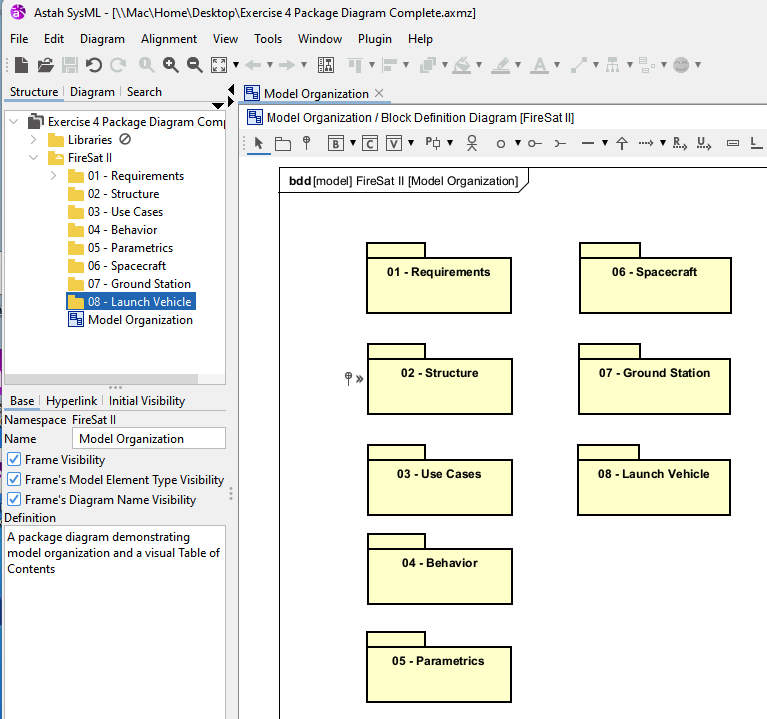 Astah SysML - [\\Mac\Home\Desktop\Exercise 4 Package Diagram Complete.axmz]
File Edit Diagram Alignment View Tools Window Plugin Help
Structure Diagram Search
Exercise 4 Package Diagram Comp
Libraries
FireSat II
01 - Requirements
02 - Structure
03 - Use Cases
04 - Behavior
05 - Parametrics
06 - Spacecraft
07 - Ground Station
08 - Launch Vehicle
Model Organization
Base Hyperlink Initial Visibility
Namespace FireSat II
Name Model Organization
Frame Visibility
Frame's Model Element Type Visibility
Frame's Diagram Name Visibility
Definition
A package diagram demonstrating
model organization and a visual Table of
Contents
Model Organization
Model Organization / Block Definition Diagram [FireSat II]
B C V P R.. U.. L
bdd [model] FireSat II [Model Organization]
01 - Requirements
06 - Spacecraft
02 - Structure
07 - Ground Station
03 - Use Cases
08 - Launch Vehicle
04 - Behavior
05 - Parametrics